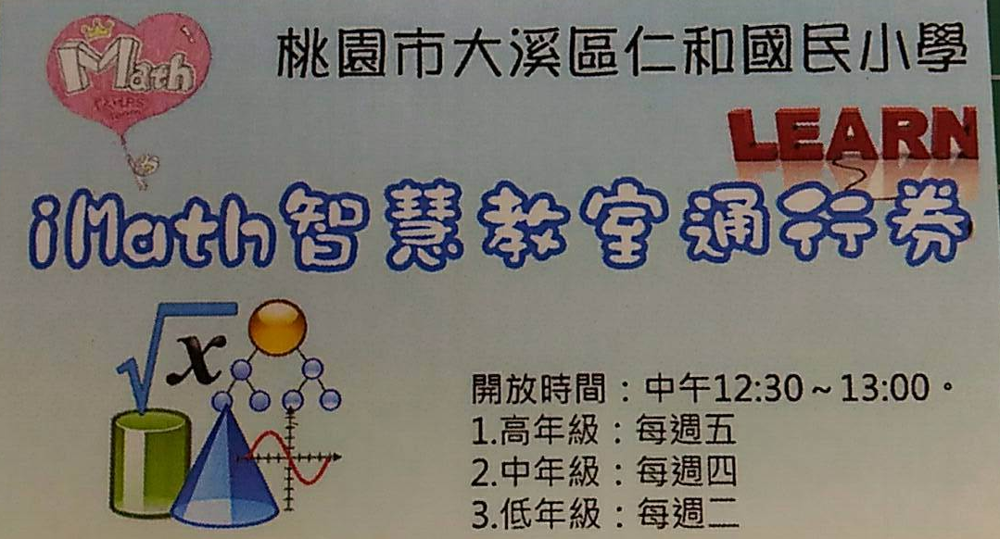 Math
桃園市大溪區仁和國民小學
LEARN
iMath智慧教室通行券
√x
開放時間：中午12:30~13:00。
1.高年級：每週五
2.中年級：每週四
3.低年級：每週二